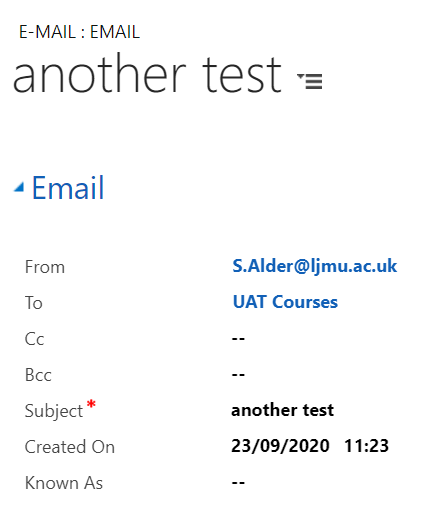 E-MAIL : EMAIL
another test
Email
From S.Alder@ljmu.ac.uk
To UAT Courses
Cc --
Bcc --
Subject * another test
Created On 23/09/2020 11:23
Known As --